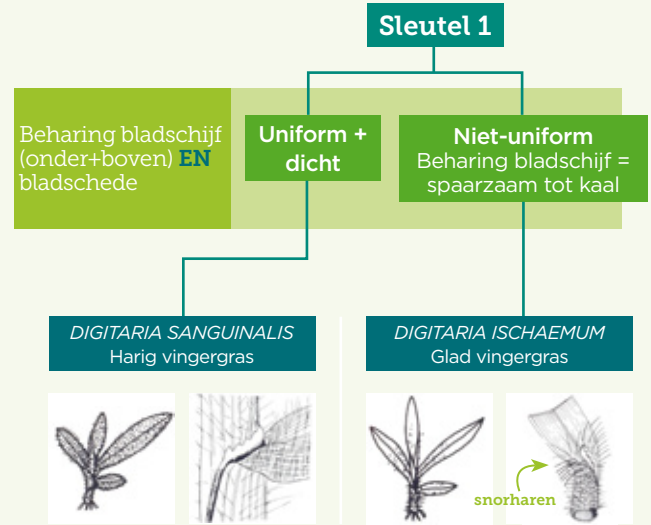 Sleutel 1
Beharing bladschijf
(onder+boven) EN
bladschede
Uniform +
dicht
Niet-uniform
Beharing bladschijf =
spaarzaam tot kaal
DIGITARIA SANGUINALIS
Harig vingergras
DIGITARIA ISCHAEMUM
Glad vingergras
snorharen